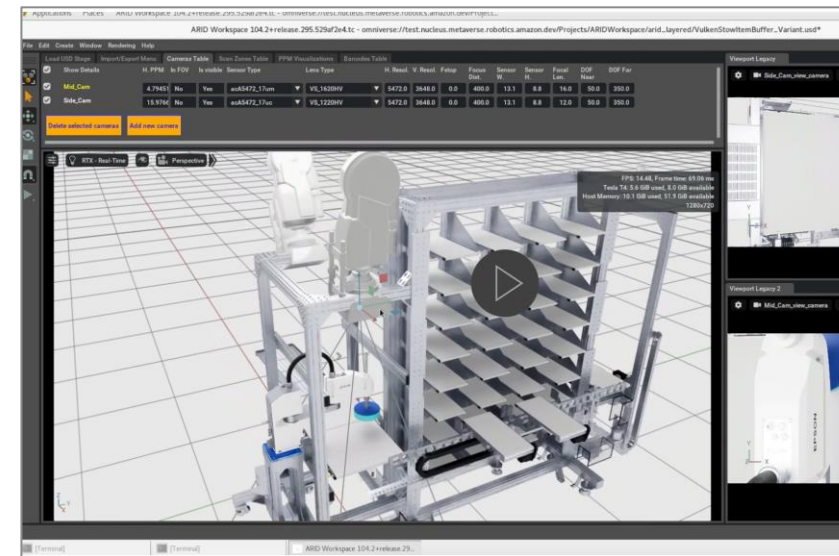 Applications Places ARID Workspace 104.2+release.295.529af2e4.tc - omniverse://test.nucleus.metaverse.robotics.amazon.dev/Project...
ARID Workspace 104.2+release.295.529af2e4.tc - omniverse://test.nucleus.metaverse.robotics.amazon.dev/Projects/ARIDWorkspace/arid...layered/VulkenStowItemBuffer_Variant.usd*
File Edit Create Window Rendering Help
Load USD Stage Import/Export Menu Cameras Table Scan Zones Table PPM Visualizations Barcodes Table
Show Details H. PPM In FOV Is visible Sensor Type Lens Type H. Resol. V. Resol. Fstop Focus Dist. Sensor W. Sensor H. Focal Len. DOF Near DOF Far
Mid_Cam 4.79451 No Yes acA5472_17um VS_1620HV 5472.0 3648.0 0.0 400.0 13.1 8.8 16.0 50.0 350.0
Side_Cam 15.9766 No Yes acA5472_17uc VS_1220HV 5472.0 3648.0 0.0 400.0 13.1 8.8 12.0 50.0 350.0
Delete selected cameras Add new camera
RTX - Real-Time Perspective
FPS: 14.48, Frame time: 69.06 ms
Tesla T4: 5.6 GiB used, 8.0 GiB available
Host Memory: 10.1 GiB used, 51.9 GiB available
1280x720
Viewport Legacy
Side_Cam_view_camera
Viewport Legacy 2
Mid_Cam_view_camera
EPSON
[Terminal] [Terminal] ARID Workspace 104.2+release.29...